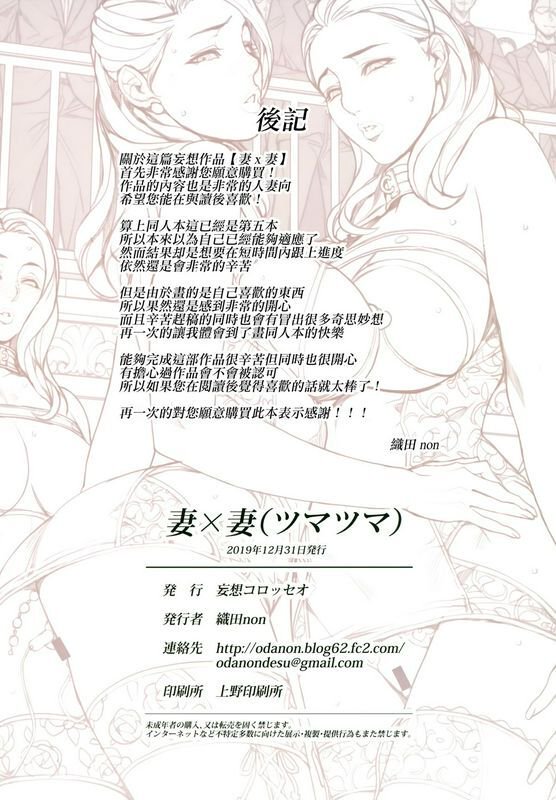 後記
關於這篇妄想作品【妻x妻】
首先非常感謝您願意購買！
作品的內容也是非常的人妻向
希望您能在與讀後喜歡！
算上同人本這已經是第五本
所以本來以為自己已經能夠適應了
然而結果却是想要在短時間內跟上進度
依然還是會非常的辛苦
但是由於畫的是自己喜歡的東西
所以果然還是感到非常的開心
而且辛苦趕稿的同時也會有冒出很多奇思妙想
再一次的讓我體會到了畫同人本的快樂
能夠完成這部作品很辛苦但同時也很開心
有擔心過作品會不會被認可
所以如果您在閱讀後覺得喜歡的話就太棒了！
再一次的對您願意購買此本表示感謝！！！
織田 non
妻×妻(ツマツマ)
2019年12月31日発行
発 行 妄想コロッセオ
発行者 織田non
連絡先 http://odanon.blog62.fc2.com/
odanondesu@gmail.com
印刷所 上野印刷所
未成年者の購入、又は転売を固く禁じます。
インターネットなど不特定多数に向けた展示・複製・提供行為もまた禁じます。